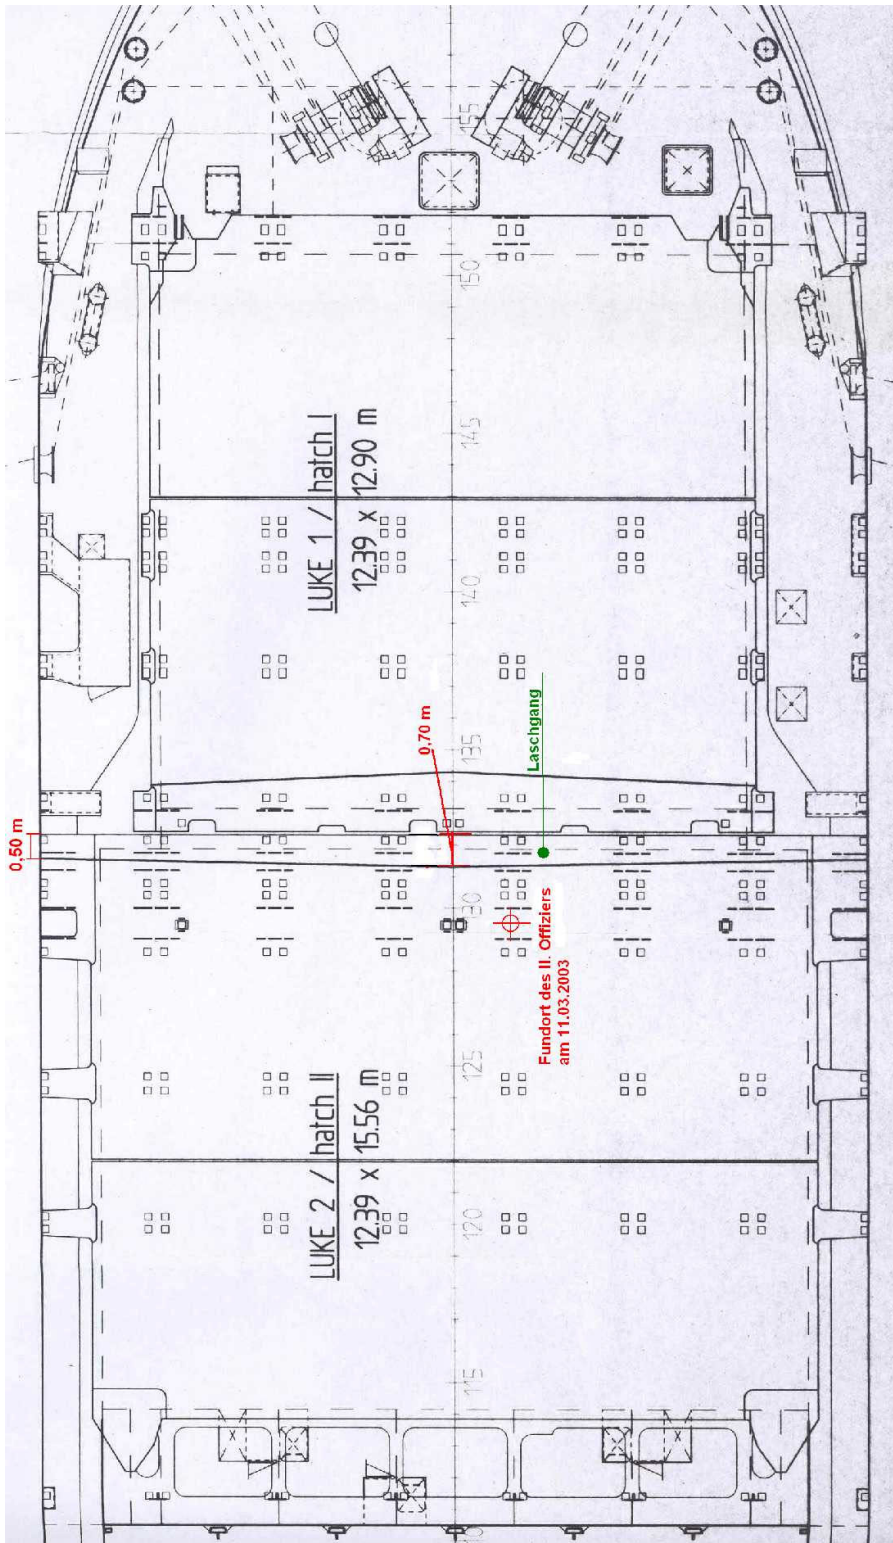 155
150
145
LUKE 1 / hatch I
12.39 x 12.90 m
140
135
0,70 m
Laschgang
0,50 m
130
Fundort des II. Offiziers
am 11.03.2003
125
LUKE 2 / hatch II
12.39 x 15.56 m
120
115